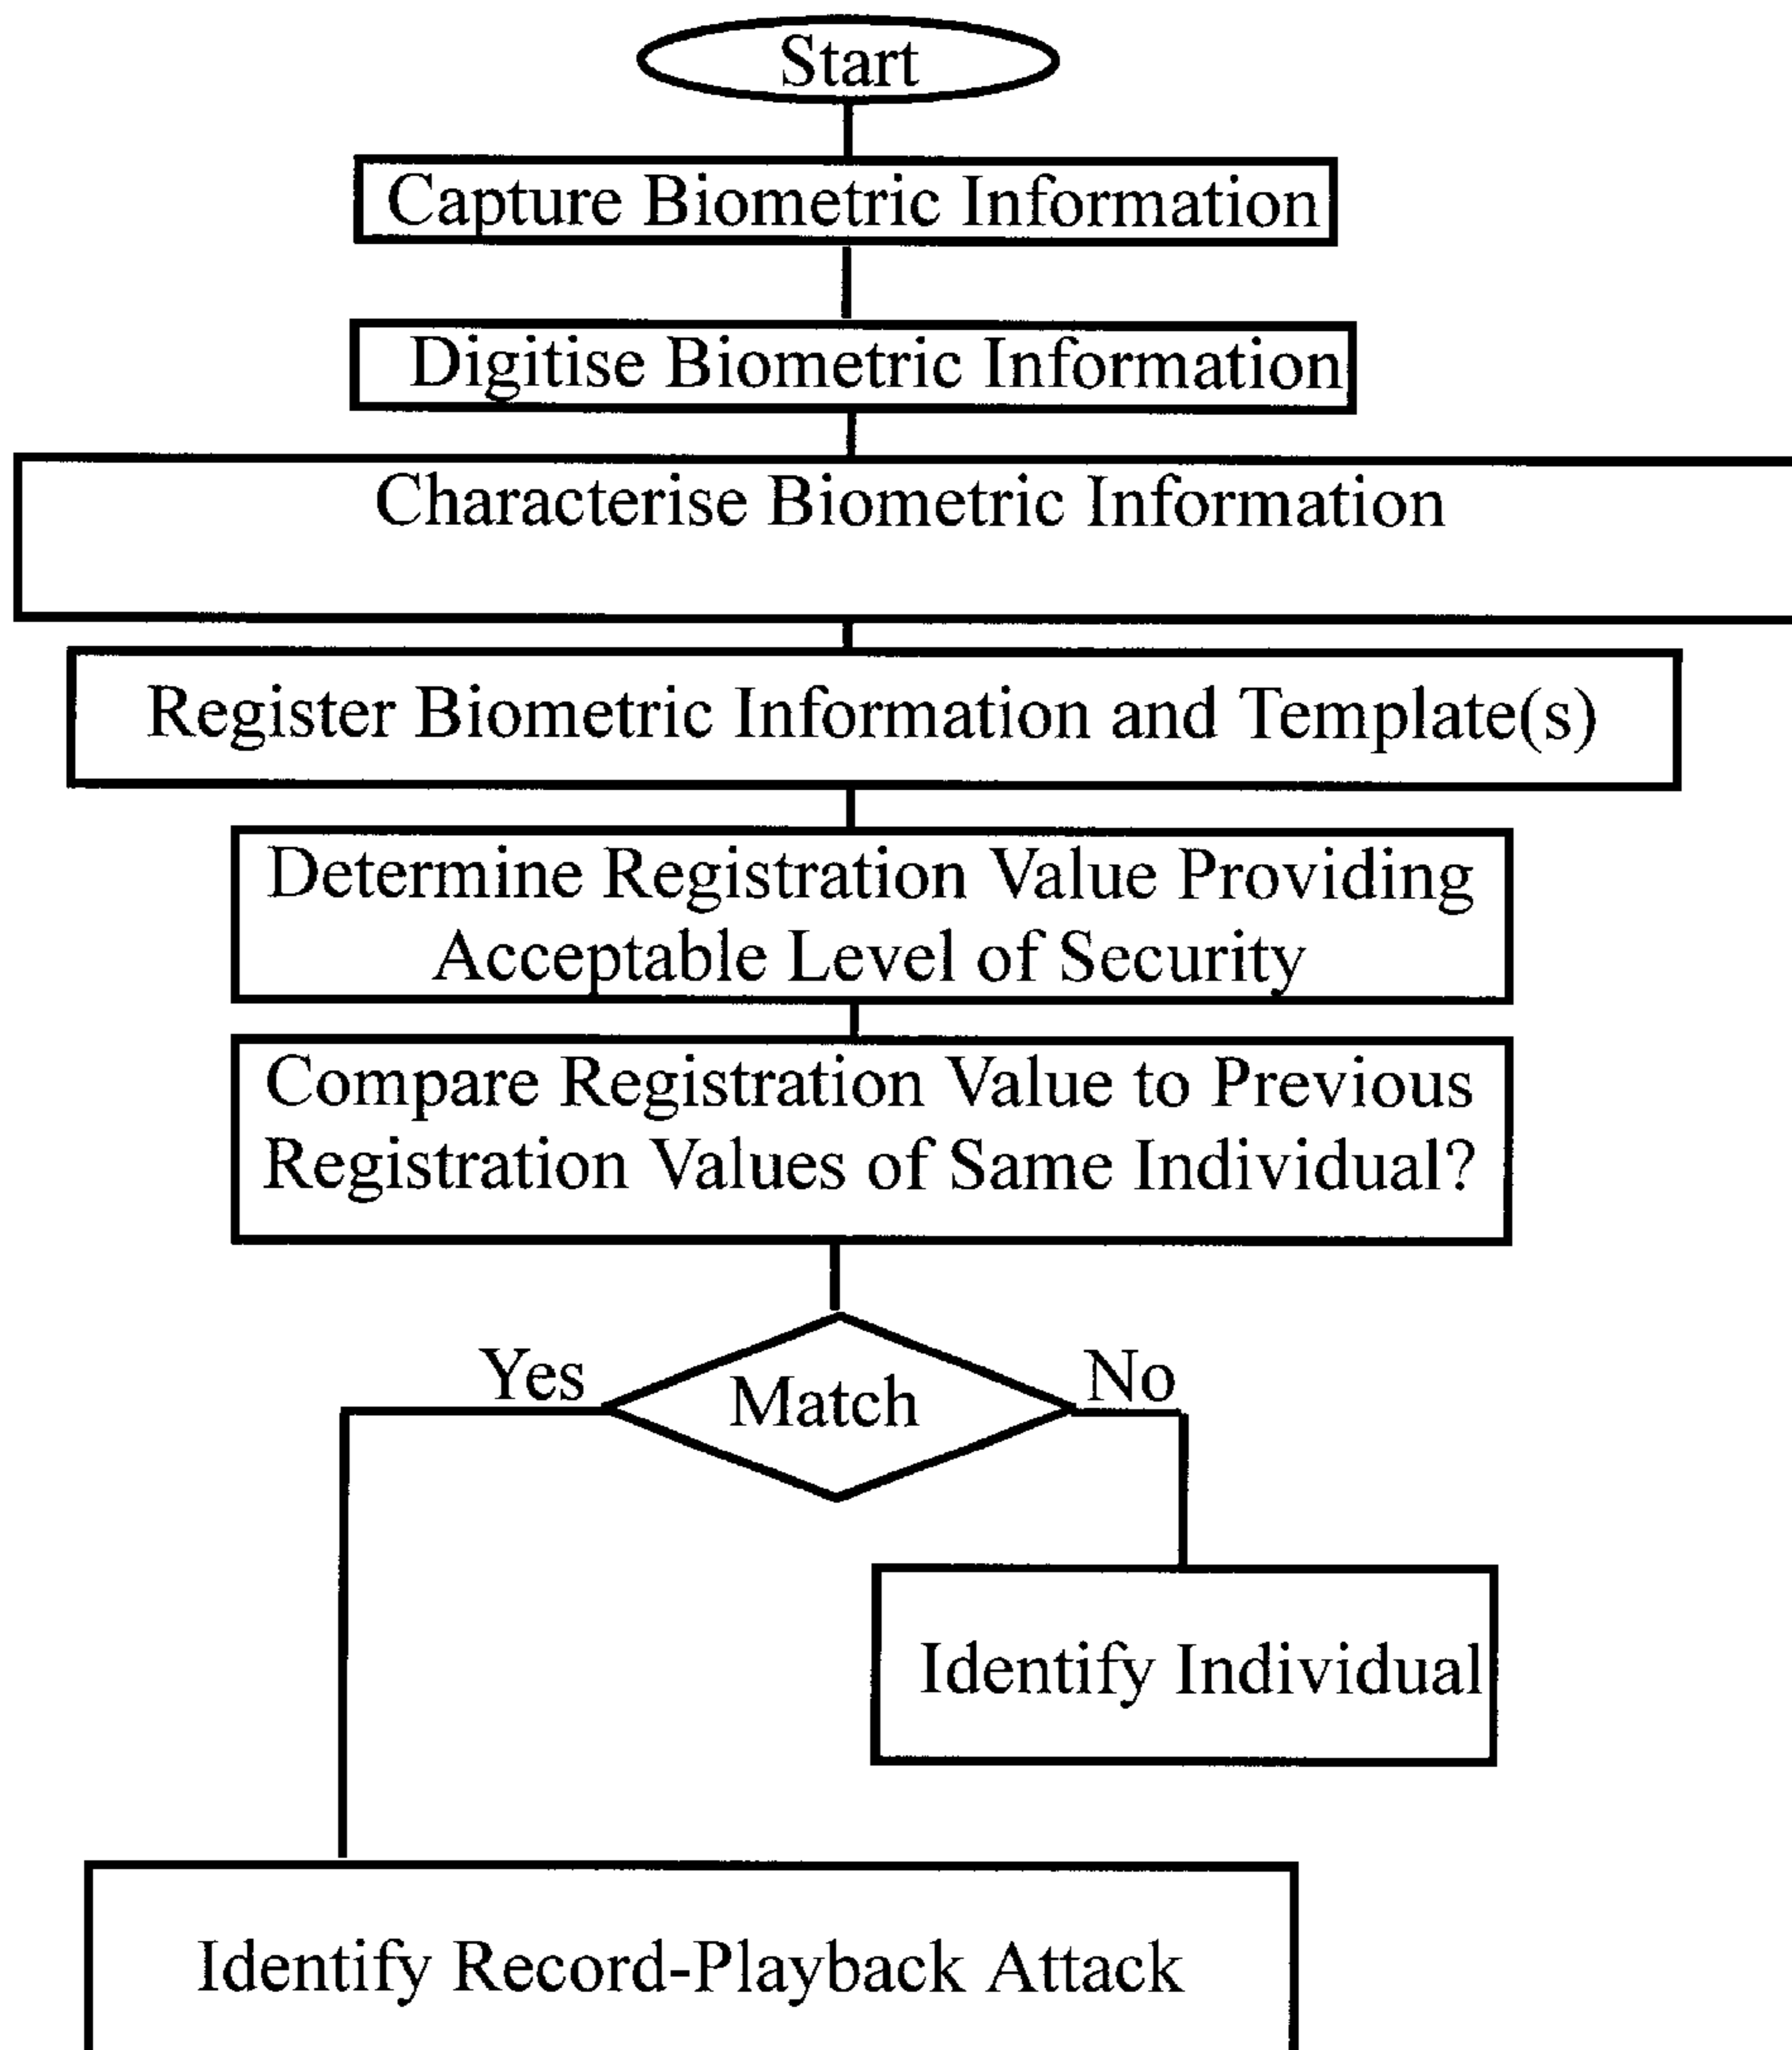 Start
Capture Biometric Information
Digitise Biometric Information
Characterise Biometric Information
Register Biometric Information and Template(s)
Determine Registration Value Providing
Acceptable Level of Security
Compare Registration Value to Previous
Registration Values of Same Individual?
Yes
Match
No
Identify Individual
Identify Record-Playback Attack